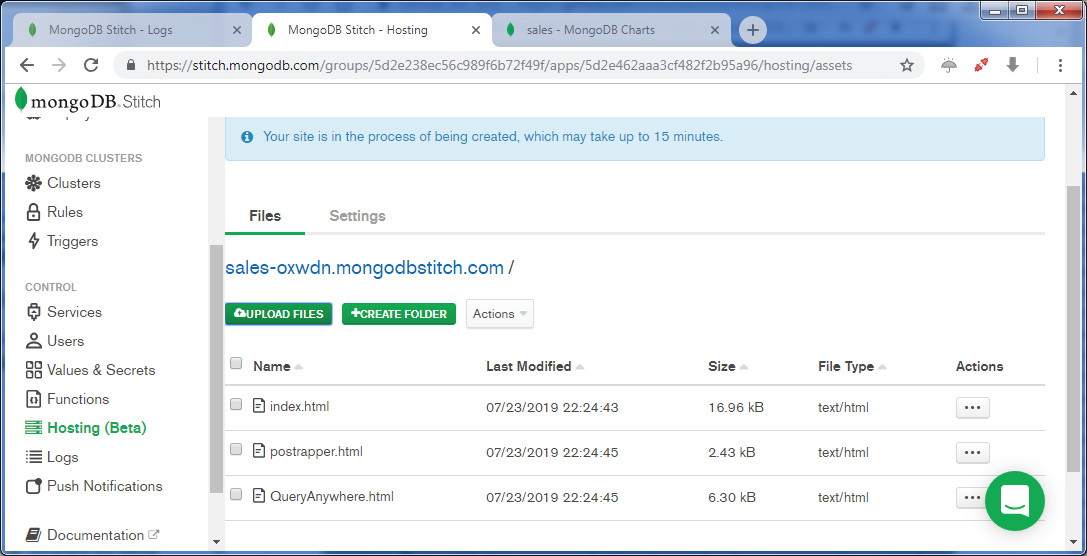 MongoDB Stitch - Logs
MongoDB Stitch - Hosting
sales - MongoDB Charts
https://stitch.mongodb.com/groups/5d2e238ec56c989f6b72f49f/apps/5d2e462aaa3cf482f2b95a96/hosting/assets
mongoDB. Stitch
Your site is in the process of being created, which may take up to 15 minutes.
MONGODB CLUSTERS
Clusters
Rules
Triggers
CONTROL
Services
Users
Values & Secrets
Functions
Hosting (Beta)
Logs
Push Notifications
Documentation
Files Settings
sales-oxwdn.mongodbstitch.com /
UPLOAD FILES CREATE FOLDER Actions
Name Last Modified Size File Type Actions
index.html 07/23/2019 22:24:43 16.96 kB text/html
postrapper.html 07/23/2019 22:24:45 2.43 kB text/html
QueryAnywhere.html 07/23/2019 22:24:45 6.30 kB text/html